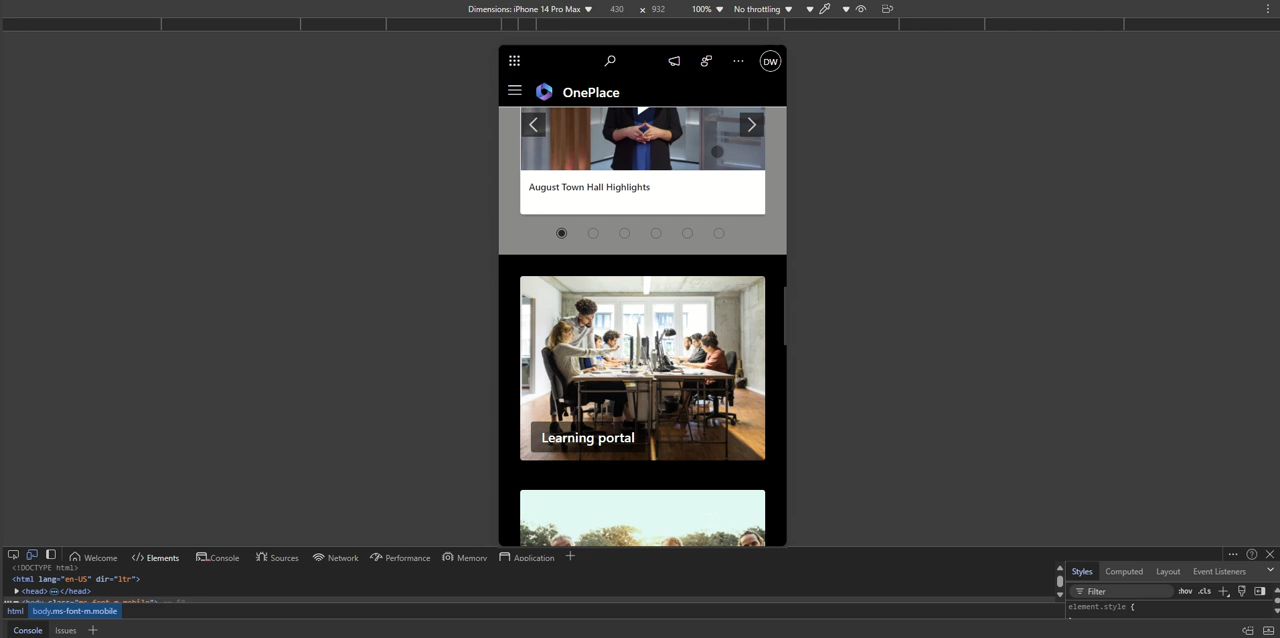 Dimensions: iPhone 14 Pro Max ▼ 430 × 932 100% ▼ No throttling ▼
DW
OnePlace
August Town Hall Highlights
Learning portal
Welcome </> Elements Console Sources Network Performance Memory Application +
<!DOCTYPE html>
<html lang="en-US" dir="ltr">
▶<head>…</head>
html body.ms-font-m.mobile
Console Issues +
Styles Computed Layout Event Listeners
Filter :hov .cls +
element.style {